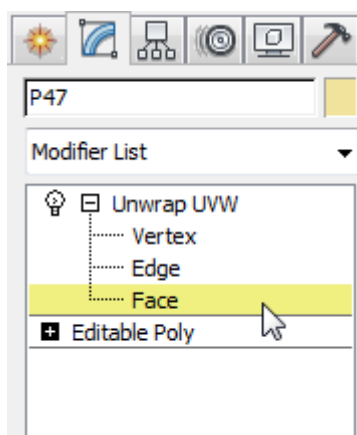 P47
Modifier List
Unwrap UVW
Vertex
Edge
Face
Editable Poly